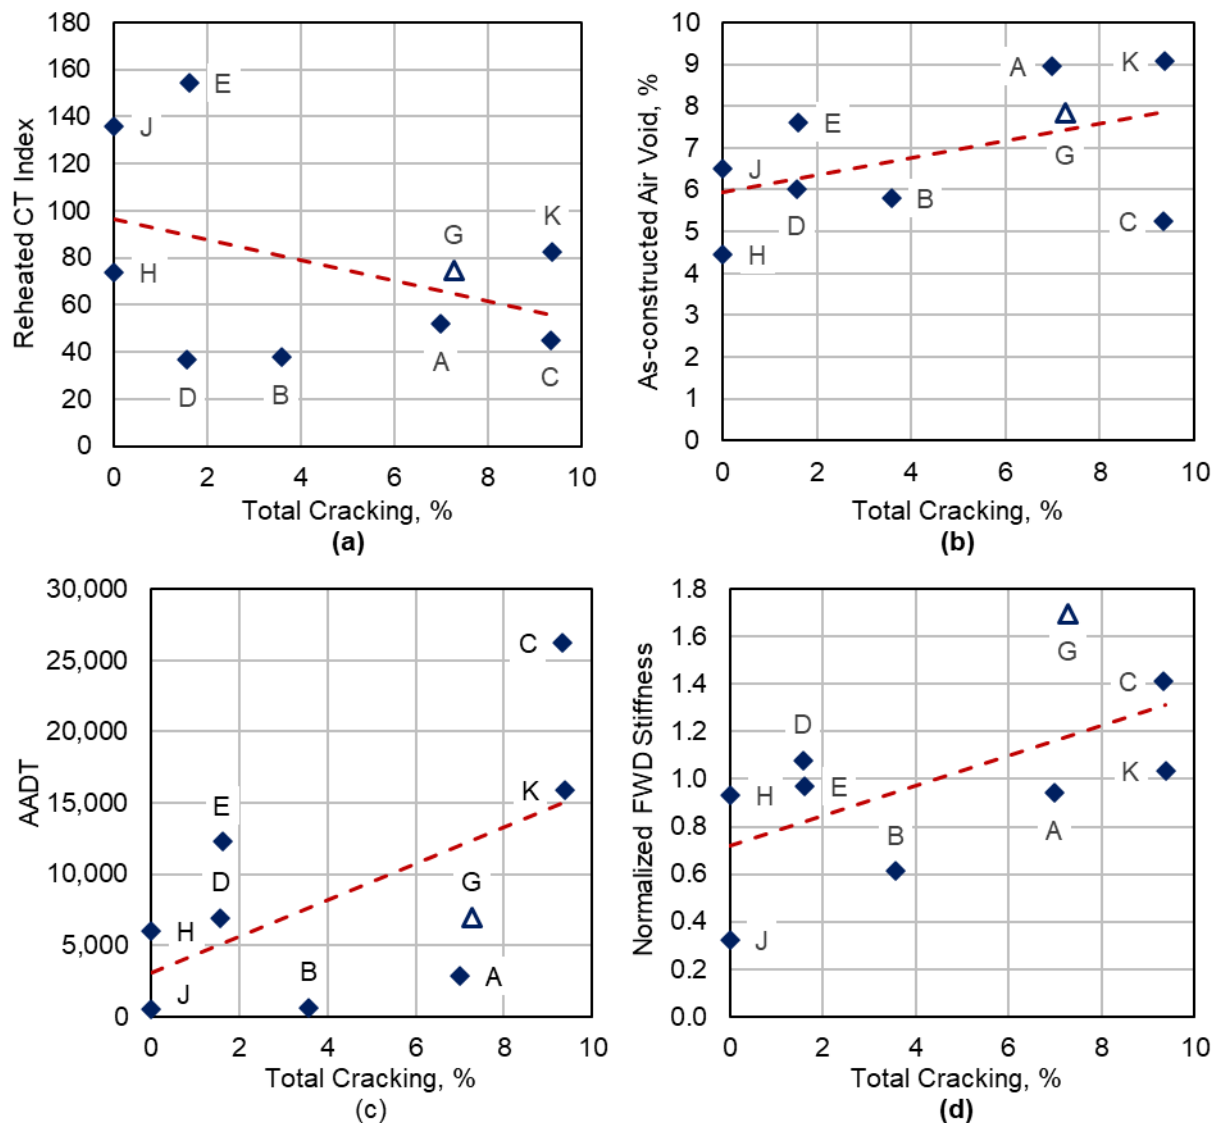 180
160
140
120
100
80
60
40
20
0
Reheated CT Index
E
J
H
G
K
D
B
A
C
0 2 4 6 8 10
Total Cracking, %
(a)
10
9
8
7
6
5
4
3
2
1
0
As-constructed Air Void, %
A
K
E
G
J
D
B
C
H
0 2 4 6 8 10
Total Cracking, %
(b)
30,000
25,000
20,000
15,000
10,000
5,000
0
AADT
C
K
E
D
G
H
B
A
J
0 2 4 6 8 10
Total Cracking, %
(c)
1.8
1.6
1.4
1.2
1.0
0.8
0.6
0.4
0.2
0.0
Normalized FWD Stiffness
G
C
D
K
H
E
B
A
J
0 2 4 6 8 10
Total Cracking, %
(d)